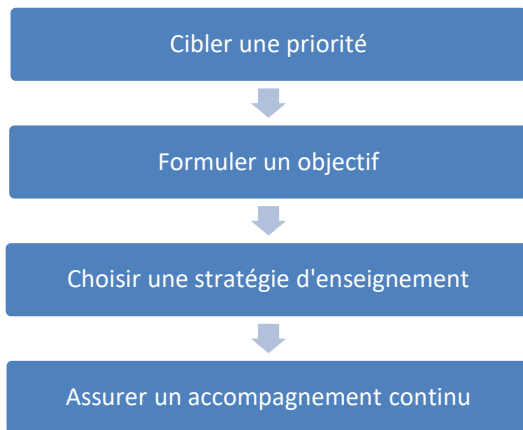 Cibler une priorité
Formuler un objectif
Choisir une stratégie d'enseignement
Assurer un accompagnement continu